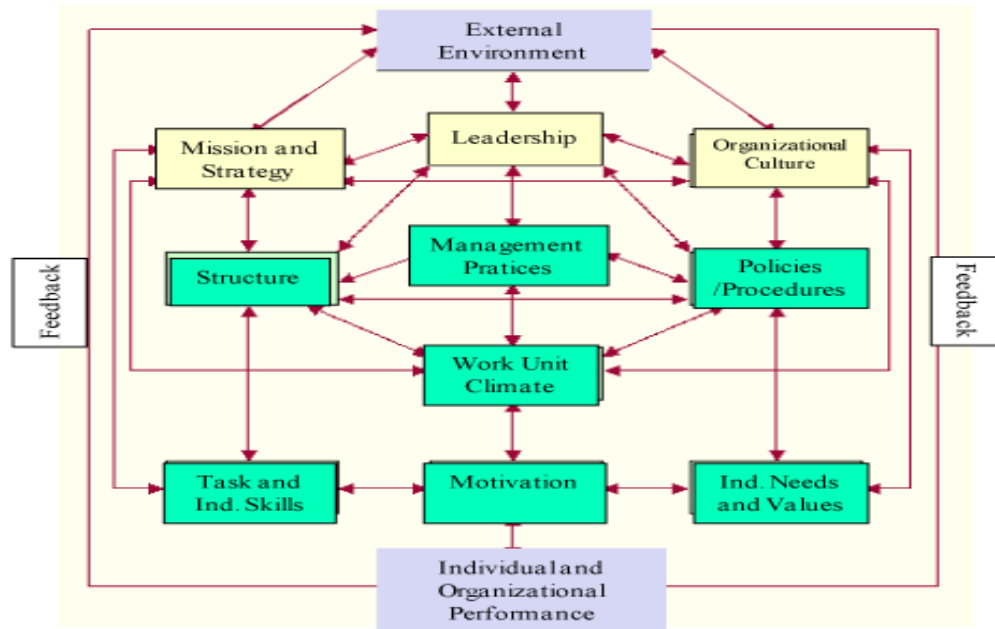 External
Environment
Mission and
Strategy
Leadership
Organizational
Culture
Structure
Management
Pratices
Policies
/Procedures
Feedback
Feedback
Work Unit
Climate
Task and
Ind. Skills
Motivation
Ind. Needs
and Values
Individual and
Organizational
Performance